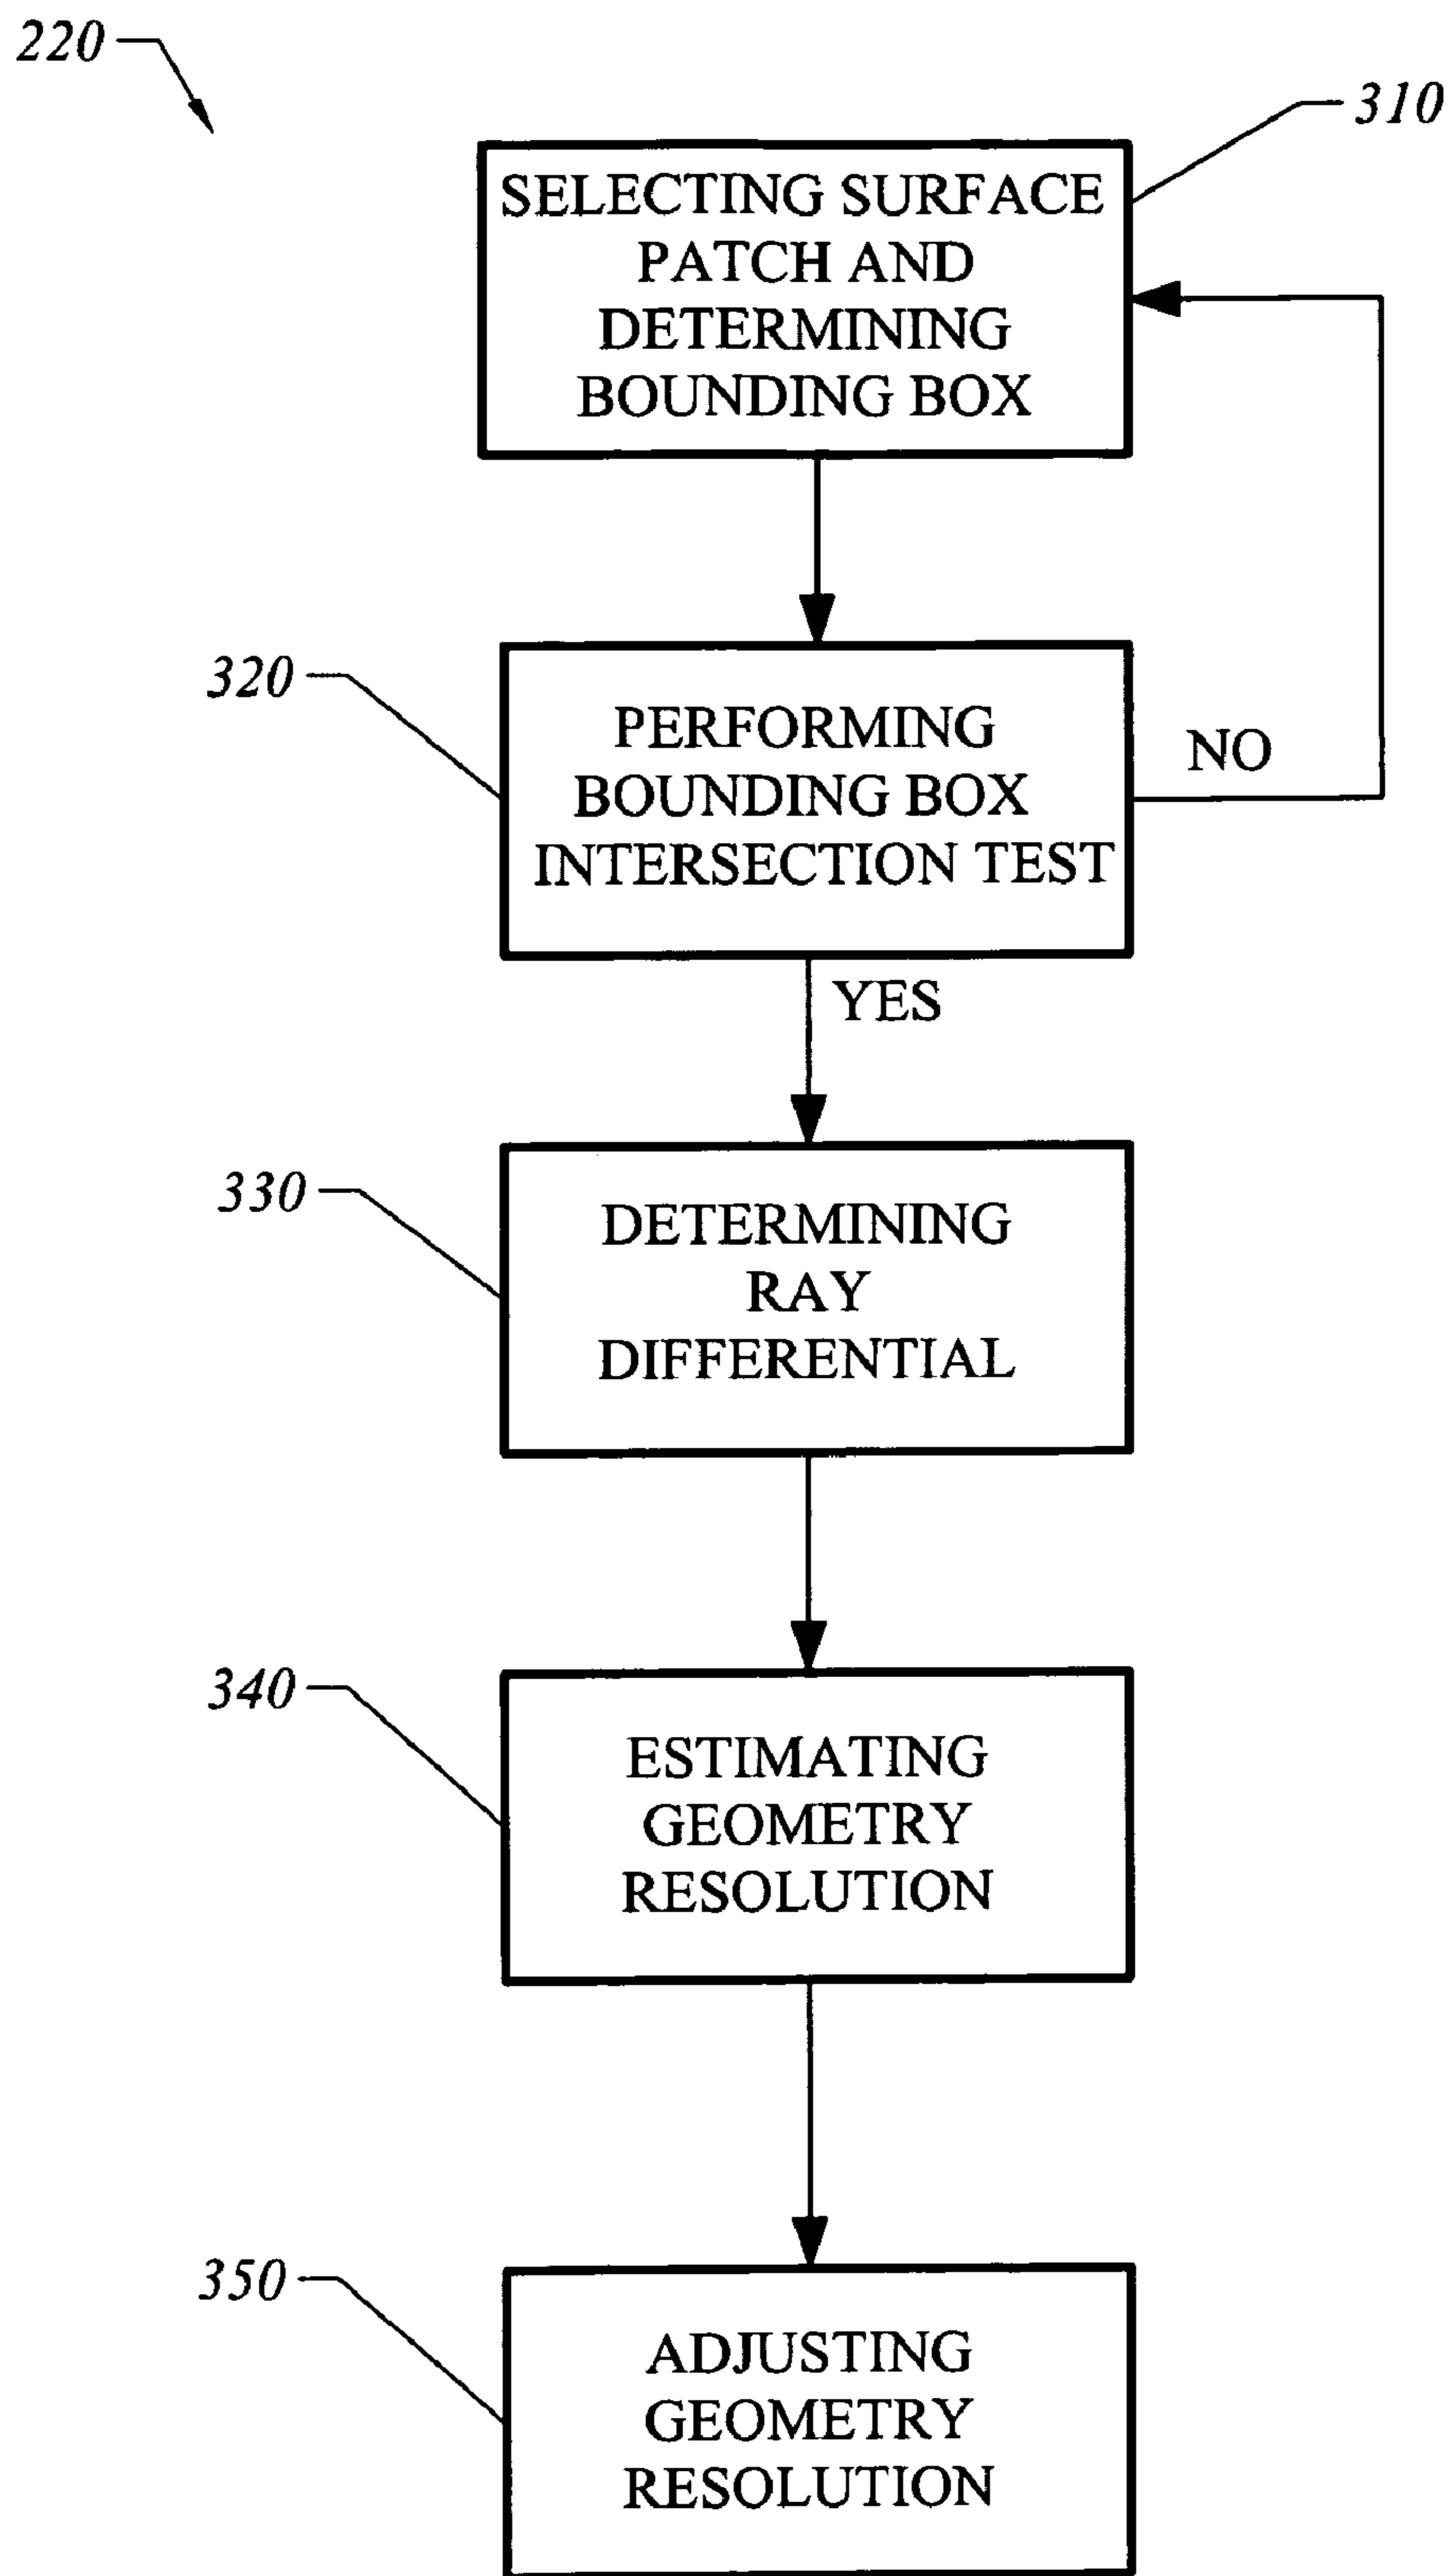 220
310
SELECTING SURFACE
PATCH AND
DETERMINING
BOUNDING BOX
320
PERFORMING
BOUNDING BOX
INTERSECTION TEST
NO
YES
330
DETERMINING
RAY
DIFFERENTIAL
340
ESTIMATING
GEOMETRY
RESOLUTION
350
ADJUSTING
GEOMETRY
RESOLUTION